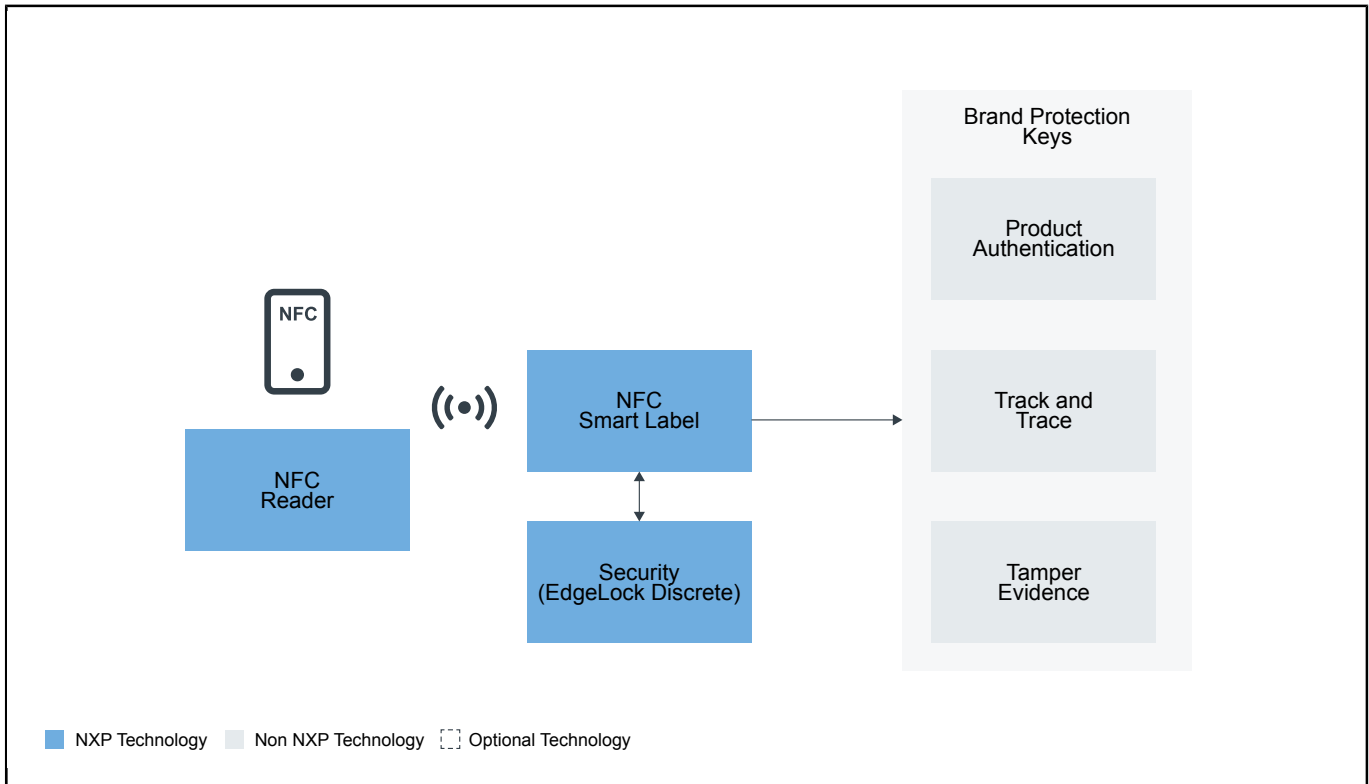 Brand Protection
Keys
Product
Authentication
NFC
NFC
Smart Label
Track and
Trace
NFC
Reader
Security
(EdgeLock Discrete)
Tamper
Evidence
NXP Technology
Non NXP Technology
Optional Technology